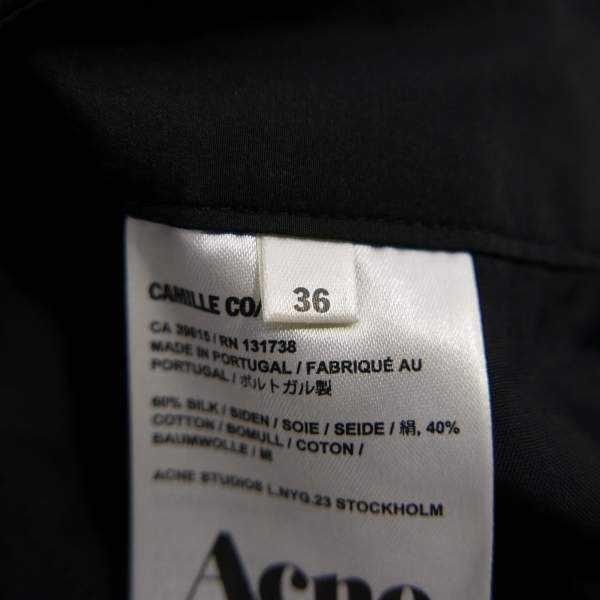 36
CAMILLE CO
CA 39615 / RN 131738
MADE IN PORTUGAL / FABRIQUÉ AU
PORTUGAL / ポルトガル製
60% SILK / SIDEN / SOIE / SEIDE / 絹, 40%
COTTON / BOMULL / COTON /
BAUMWOLLE / 綿
ACNE STUDIOS L.NYG.23 STOCKHOLM
Acne